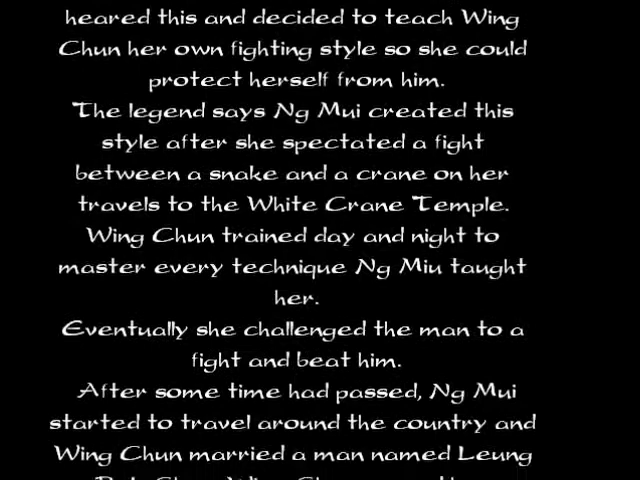 heared this and decided to teach Wing
Chun her own fighting style so she could
protect herself from him.
The legend says Ng Mui created this
style after she spectated a fight
between a snake and a crane on her
travels to the White Crane Temple.
Wing Chun trained day and night to
master every technique Ng Miu taught
her.
Eventually she challenged the man to a
fight and beat him.
After some time had passed, Ng Mui
started to travel around the country and
Wing Chun married a man named Leung